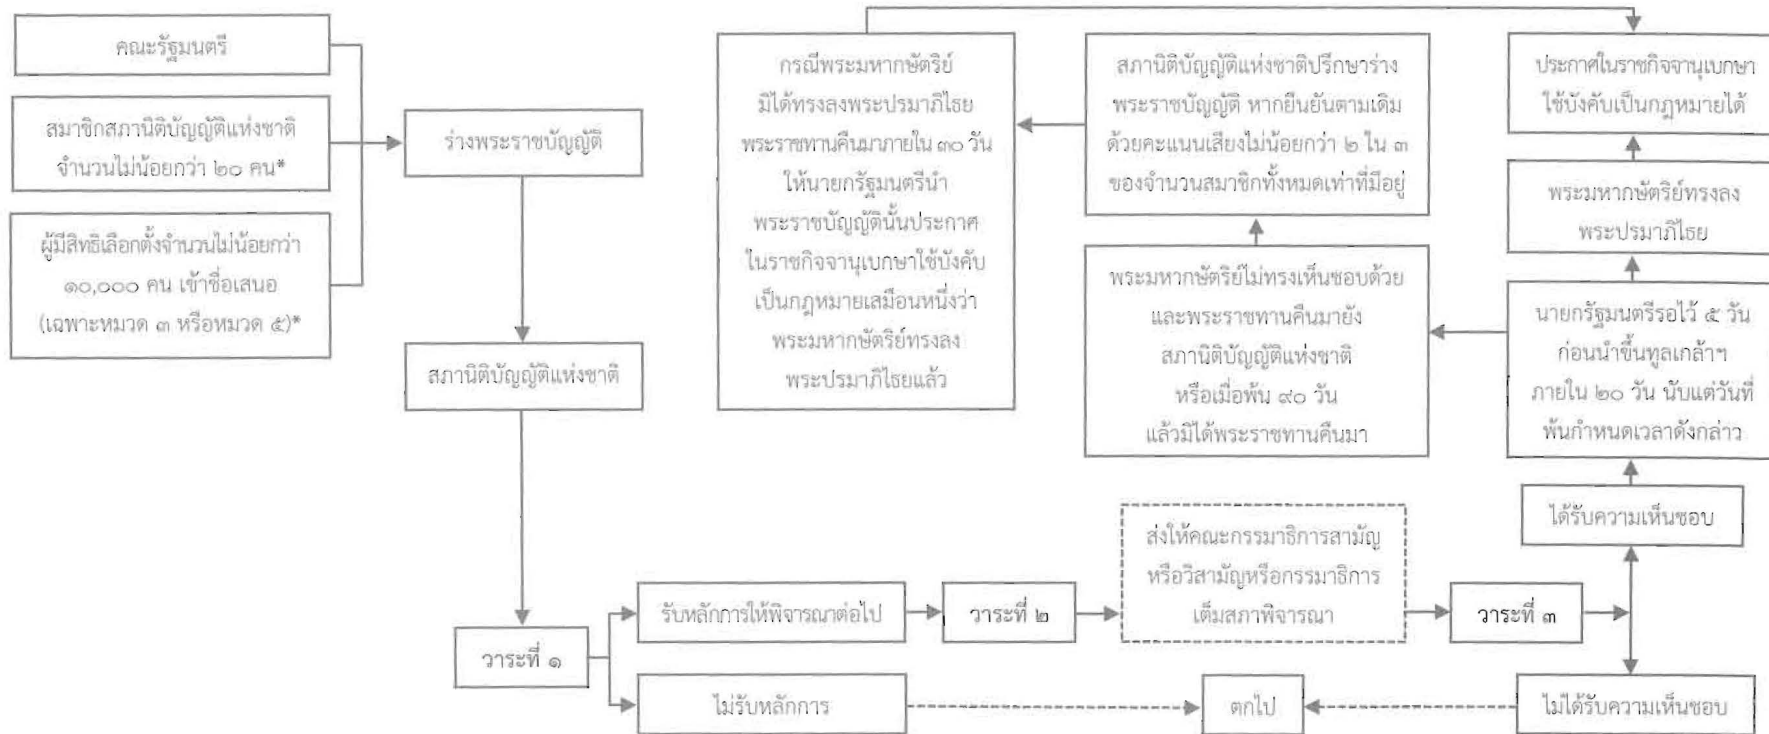 คณะรัฐมนตรี
สมาชิกสภานิติบัญญัติแห่งชาติ
จำนวนไม่น้อยกว่า ๒๐ คน*
ผู้มีสิทธิเลือกตั้งจำนวนไม่น้อยกว่า
๑๐,๐๐๐ คน เข้าชื่อเสนอ
(เฉพาะหมวด ๓ หรือหมวด ๕)*
ร่างพระราชบัญญัติ
สภานิติบัญญัติแห่งชาติ
วาระที่ ๑
รับหลักการให้พิจารณาต่อไป
ไม่รับหลักการ
วาระที่ ๒
ส่งให้คณะกรรมาธิการสามัญ
หรือวิสามัญหรือกรรมาธิการ
เต็มสภาพิจารณา
วาระที่ ๓
ตกไป
ไม่ได้รับความเห็นชอบ
ได้รับความเห็นชอบ
นายกรัฐมนตรีรอไว้ ๕ วัน
ก่อนนำขึ้นทูลเกล้าฯ
ภายใน ๒๐ วัน นับแต่วันที่
พ้นกำหนดเวลาดังกล่าว
พระมหากษัตริย์ทรงลง
พระปรมาภิไธย
ประกาศในราชกิจจานุเบกษา
ใช้บังคับเป็นกฎหมายได้
พระมหากษัตริย์ไม่ทรงเห็นชอบด้วย
และพระราชทานคืนมายัง
สภานิติบัญญัติแห่งชาติ
หรือเมื่อพ้น ๙๐ วัน
แล้วมิได้พระราชทานคืนมา
สภานิติบัญญัติแห่งชาติปรึกษาร่าง
พระราชบัญญัติ หากยืนยันตามเดิม
ด้วยคะแนนเสียงไม่น้อยกว่า ๒ ใน ๓
ของจำนวนสมาชิกทั้งหมดเท่าที่มีอยู่
กรณีพระมหากษัตริย์
มิได้ทรงลงพระปรมาภิไธย
พระราชทานคืนมาภายใน ๓๐ วัน
ให้นายกรัฐมนตรีนำ
พระราชบัญญัตินั้นประกาศ
ในราชกิจจานุเบกษาใช้บังคับ
เป็นกฎหมายเสมือนหนึ่งว่า
พระมหากษัตริย์ทรงลง
พระปรมาภิไธยแล้ว